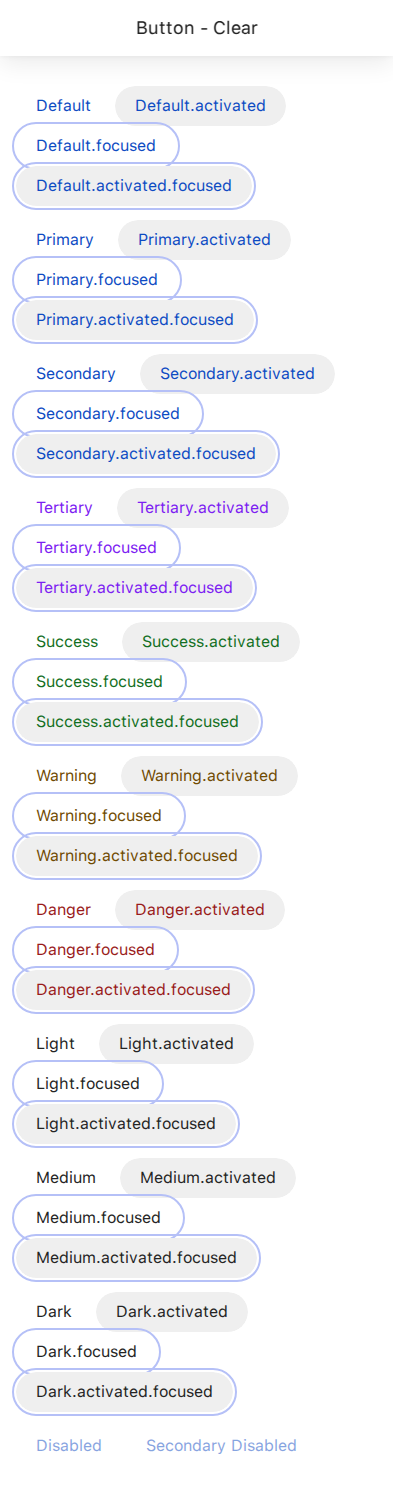 Button - Clear
Default Default.activated
Default.focused
Default.activated.focused
Primary Primary.activated
Primary.focused
Primary.activated.focused
Secondary Secondary.activated
Secondary.focused
Secondary.activated.focused
Tertiary Tertiary.activated
Tertiary.focused
Tertiary.activated.focused
Success Success.activated
Success.focused
Success.activated.focused
Warning Warning.activated
Warning.focused
Warning.activated.focused
Danger Danger.activated
Danger.focused
Danger.activated.focused
Light Light.activated
Light.focused
Light.activated.focused
Medium Medium.activated
Medium.focused
Medium.activated.focused
Dark Dark.activated
Dark.focused
Dark.activated.focused
Disabled Secondary Disabled